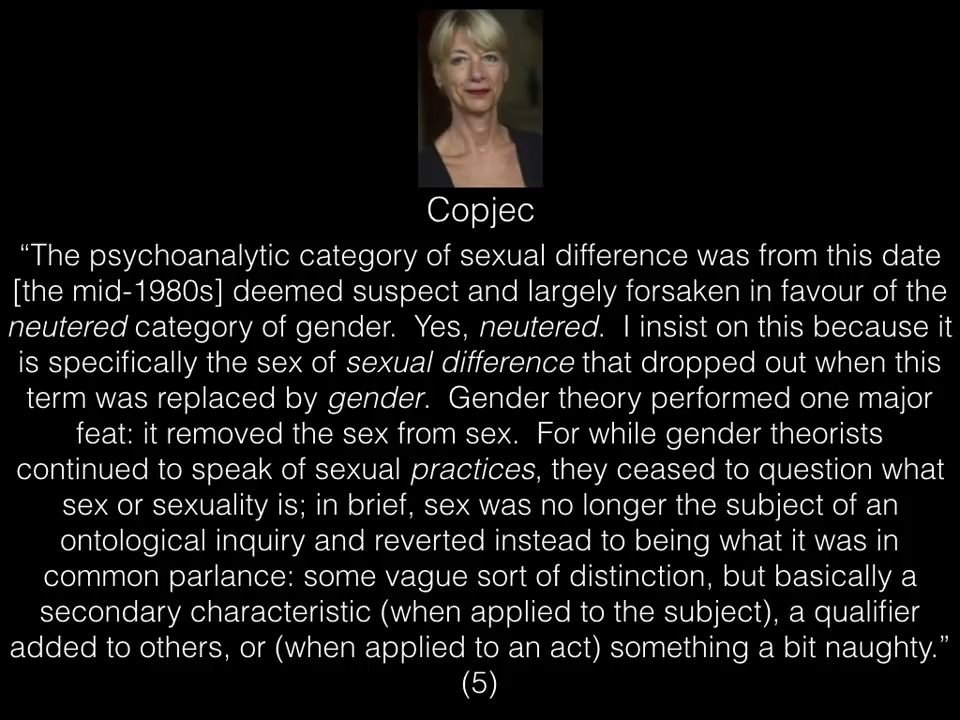 Copjec
“The psychoanalytic category of sexual difference was from this date
[the mid-1980s] deemed suspect and largely forsaken in favour of the
neutered category of gender.  Yes, neutered.  I insist on this because it
is specifically the sex of sexual difference that dropped out when this
term was replaced by gender.  Gender theory performed one major
feat: it removed the sex from sex.  For while gender theorists
continued to speak of sexual practices, they ceased to question what
sex or sexuality is; in brief, sex was no longer the subject of an
ontological inquiry and reverted instead to being what it was in
common parlance: some vague sort of distinction, but basically a
secondary characteristic (when applied to the subject), a qualifier
added to others, or (when applied to an act) something a bit naughty.”
(5)